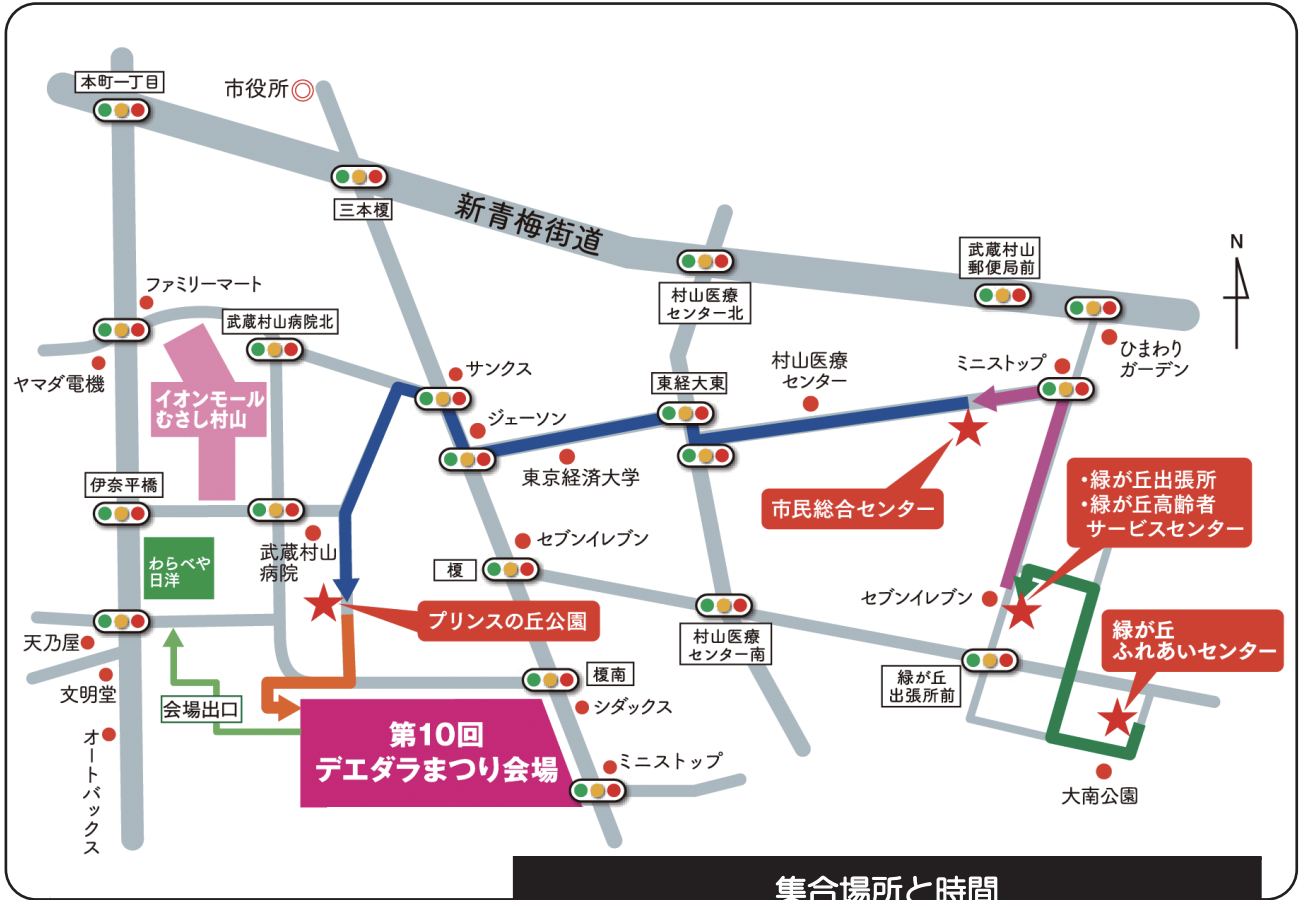 本町一丁目
市役所
三本榎
新青梅街道
武蔵村山
郵便局前
N
村山医療
センター北
ファミリーマート
武蔵村山病院北
ヤマダ電機
イオンモール
むさし村山
サンクス
ジェーソン
東経大東
村山医療
センター
ミニストップ
ひまわり
ガーデン
東京経済大学
伊奈平橋
市民総合センター
・緑が丘出張所
・緑が丘高齢者
サービスセンター
わらべや
日洋
武蔵村山
病院
セブンイレブン
榎
プリンスの丘公園
セブンイレブン
緑が丘
ふれあいセンター
天乃屋
文明堂
村山医療
センター南
緑が丘
出張所前
榎南
会場出口
シダックス
オートバックス
第10回
デエダラまつり会場
ミニストップ
大南公園
集合場所と時間